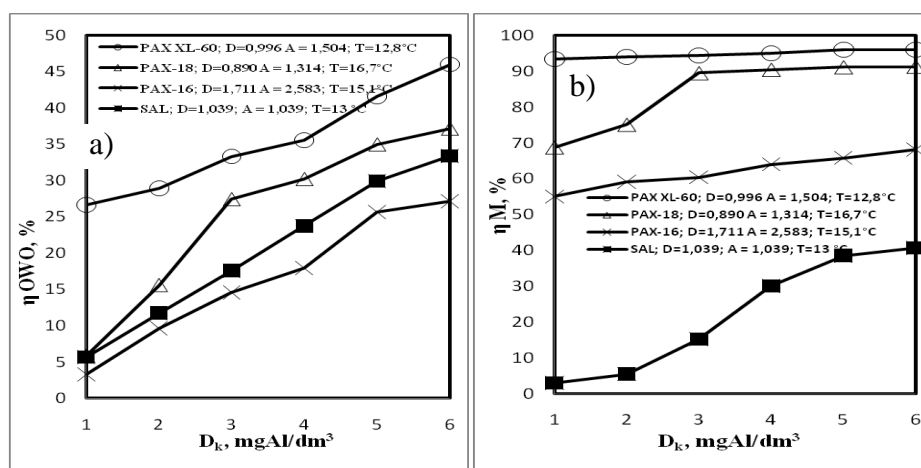 50
45
40
35
30
25
20
15
10
5
0
ηOWO, %
a)
PAX XL-60; D=0,996 A = 1,504; T=12,8°C
PAX-18; D=0,890 A = 1,314; T=16,7°C
PAX-16; D=1,711 A = 2,583; T=15,1°C
SAL; D=1,039; A = 1,039; T=13 °C
1 2 3 4 5 6
Dk, mgAl/dm³
100
90
80
70
60
50
40
30
20
10
0
ηM, %
b)
PAX XL-60; D=0,996 A = 1,504; T=12,8°C
PAX-18; D=0,890 A = 1,314; T=16,7°C
PAX-16; D=1,711 A = 2,583; T=15,1°C
SAL; D=1,039; A = 1,039; T=13 °C
1 2 3 4 5 6
Dk, mgAl/dm³